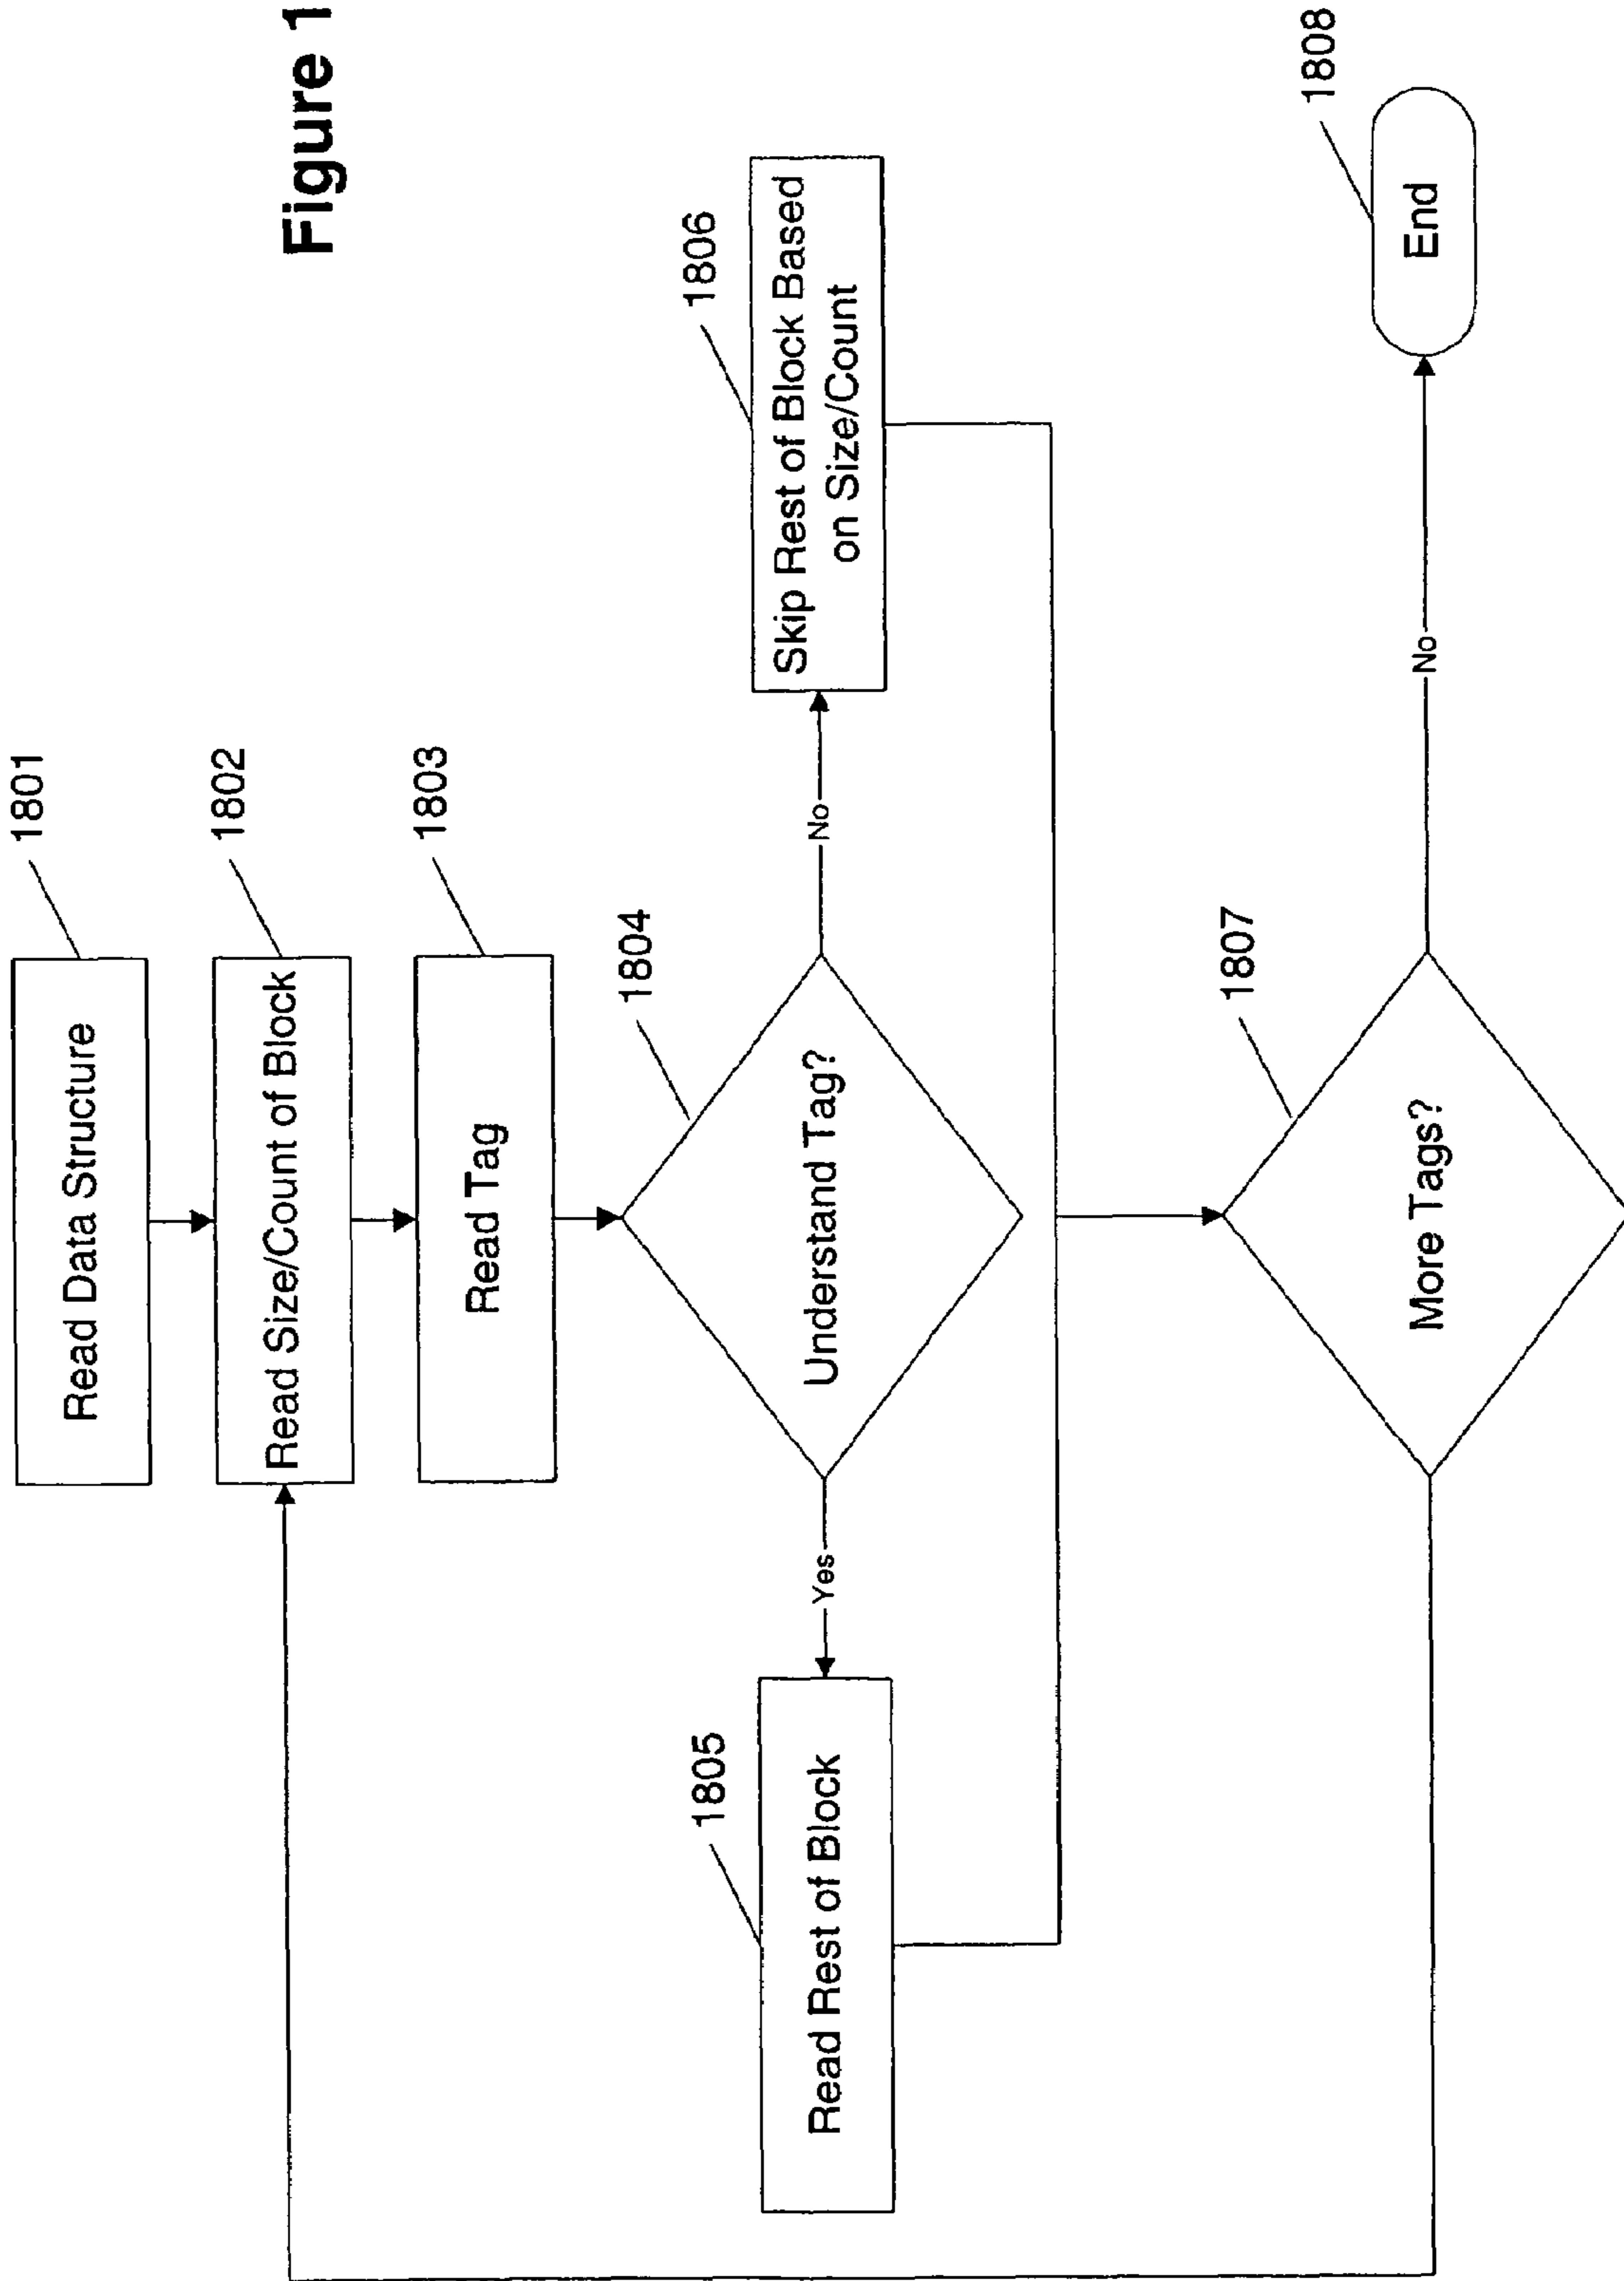 Figure 1
1801
Read Data Structure
1802
Read Size/Count of Block
1803
Read Tag
1804
Understand Tag?
Yes
No
1805
Read Rest of Block
1806
Skip Rest of Block Based
on Size/Count
1807
More Tags?
No
1808
End